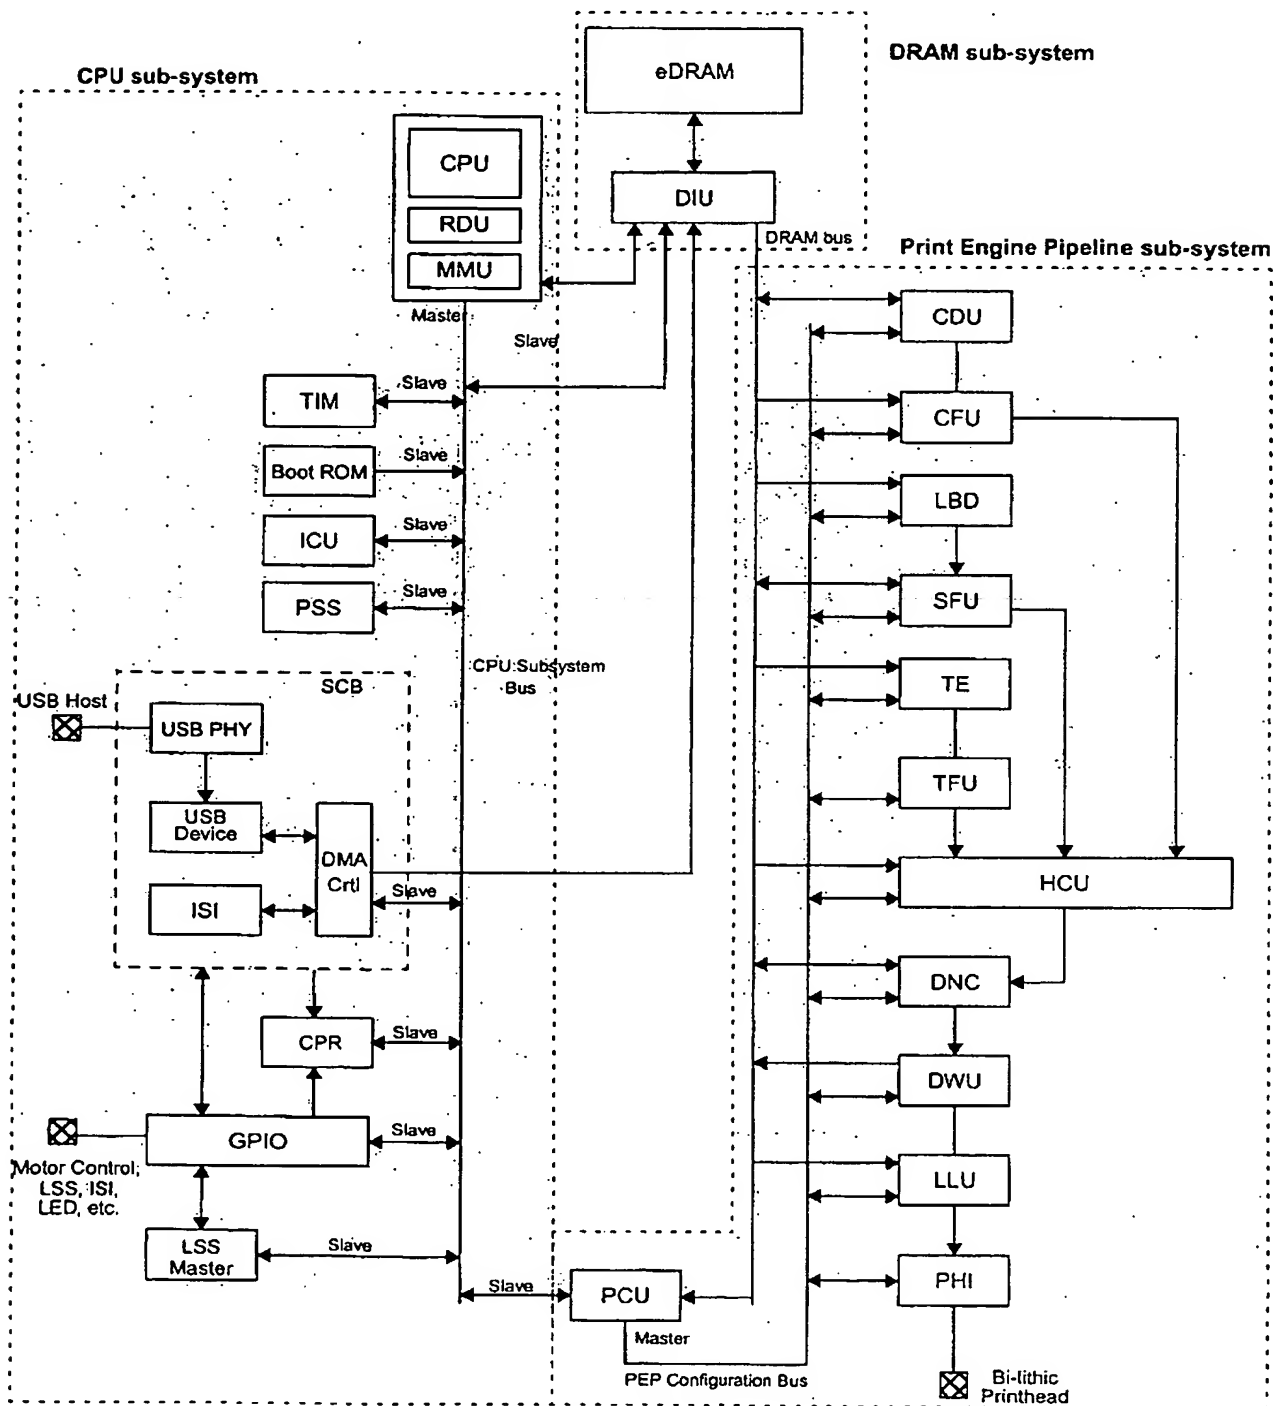 DRAM sub-system
CPU sub-system
eDRAM
CPU
RDU
MMU
DIU
DRAM bus
Print Engine Pipeline sub-system
Master
Slave
CDU
TIM
Slave
CFU
Boot ROM
Slave
LBD
ICU
Slave
PSS
Slave
SFU
CPU Subsystem
Bus
SCB
TE
USB Host
USB PHY
TFU
USB
Device
DMA
Crtl
Slave
ISI
HCU
DNC
CPR
Slave
DWU
GPIO
Slave
Motor Control;
LSS, ISI,
LED, etc.
LLU
LSS
Master
Slave
Slave
PCU
PHI
Master
PEP Configuration Bus
Bi-lithic
Printhead